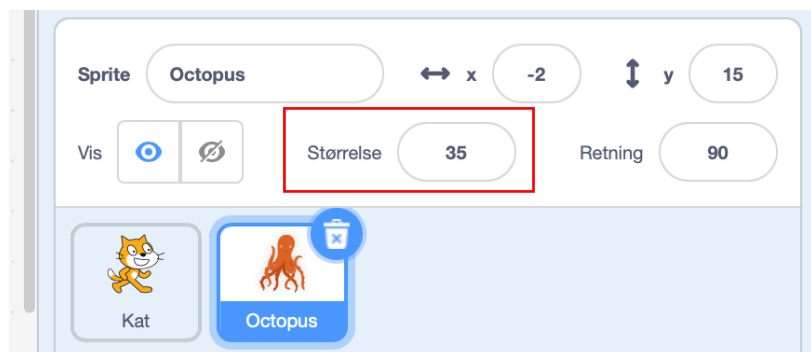 Sprite Octopus x -2 y 15
Vis Størrelse 35 Retning 90
Kat Octopus